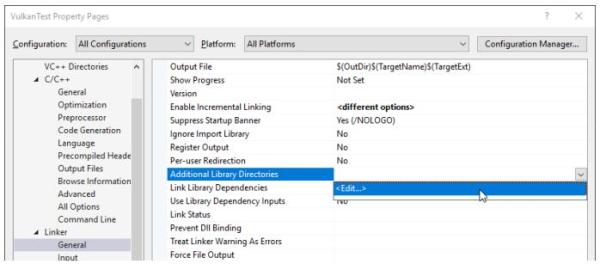 VulkanTest Property Pages ? ×
Configuration: All Configurations Platform: All Platforms Configuration Manager...
VC++ Directories
C/C++
General
Optimization
Preprocessor
Code Generation
Language
Precompiled Heade
Output Files
Browse Information
Advanced
All Options
Command Line
Linker
General
Input
Output File $(OutDir)$(TargetName)$(TargetExt)
Show Progress Not Set
Version
Enable Incremental Linking <different options>
Suppress Startup Banner Yes (/NOLOGO)
Ignore Import Library No
Register Output No
Per-user Redirection No
Additional Library Directories
Link Library Dependencies <Edit...>
Use Library Dependency Inputs No
Link Status
Prevent Dll Binding
Treat Linker Warning As Errors
Force File Output